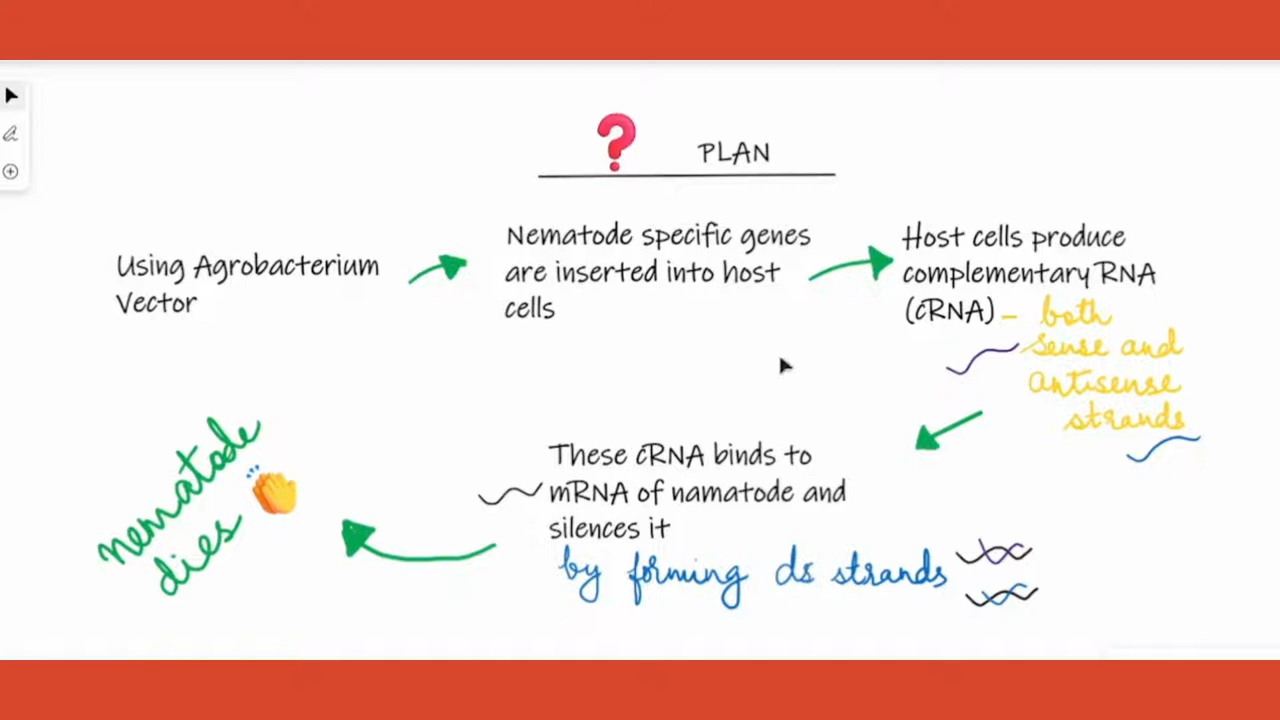 ❓ PLAN
Using Agrobacterium
Vector
Nematode specific genes
are inserted into host
cells
Host cells produce
complementary RNA
(cRNA) – both
sense and
antisense
strands
These cRNA binds to
mRNA of namatode and
silences it
by forming ds strands
nematode
dies